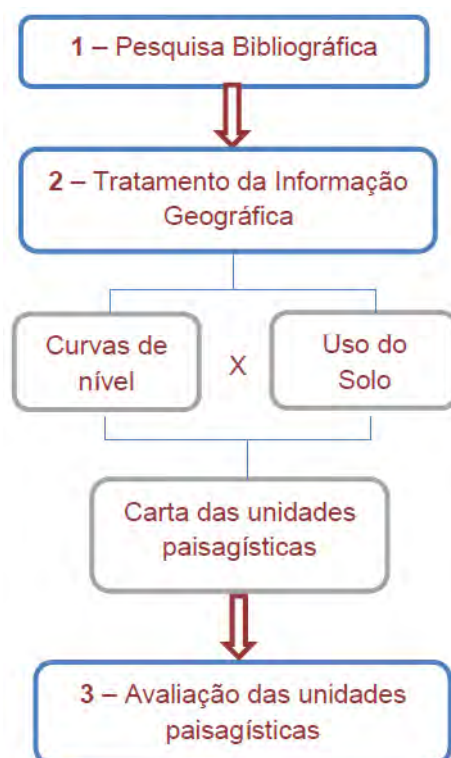 1 – Pesquisa Bibliográfica
2 – Tratamento da Informação
Geográfica
Curvas de
nível
X
Uso do
Solo
Carta das unidades
paisagísticas
3 – Avaliação das unidades
paisagísticas